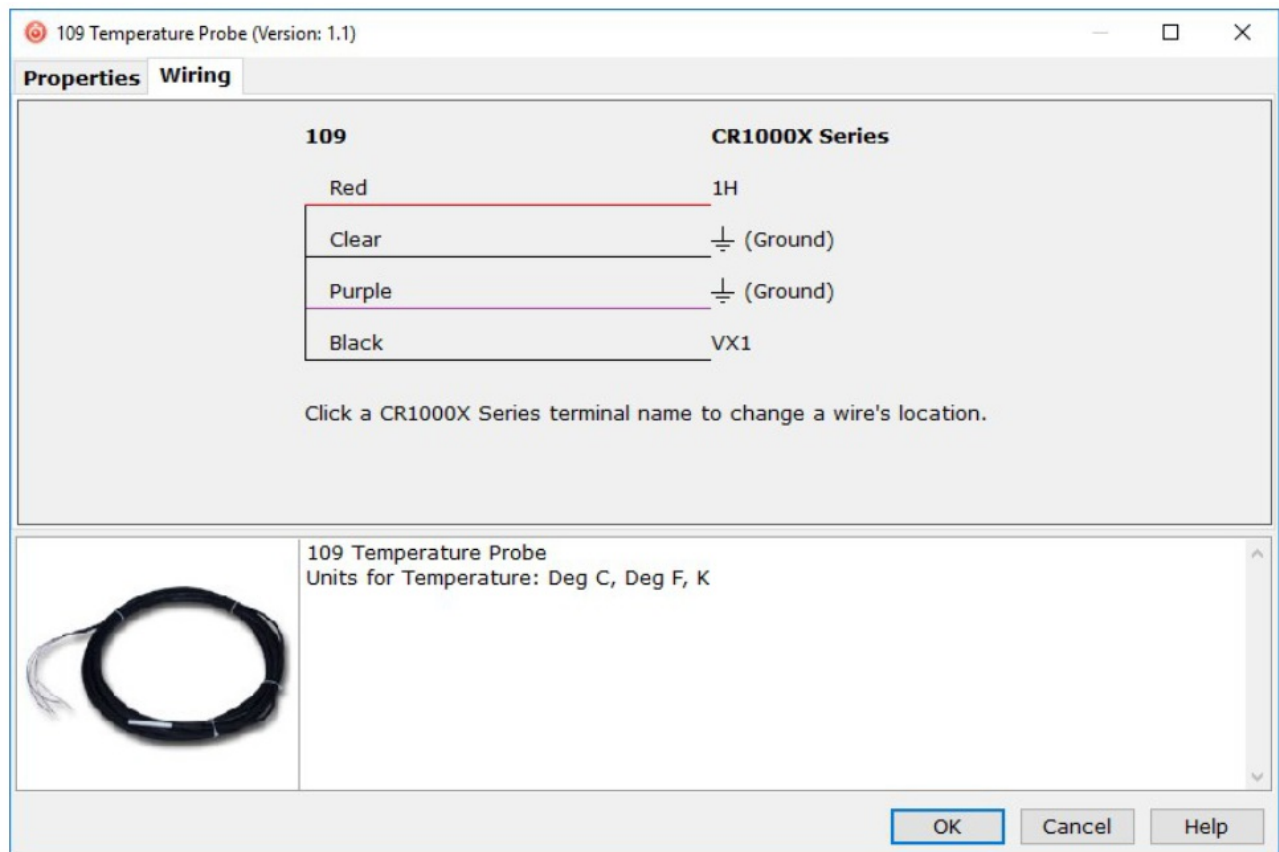 109 Temperature Probe (Version: 1.1)
Properties Wiring
109 CR1000X Series
Red 1H
Clear ⏚ (Ground)
Purple ⏚ (Ground)
Black VX1
Click a CR1000X Series terminal name to change a wire's location.
109 Temperature Probe
Units for Temperature: Deg C, Deg F, K
OK Cancel Help